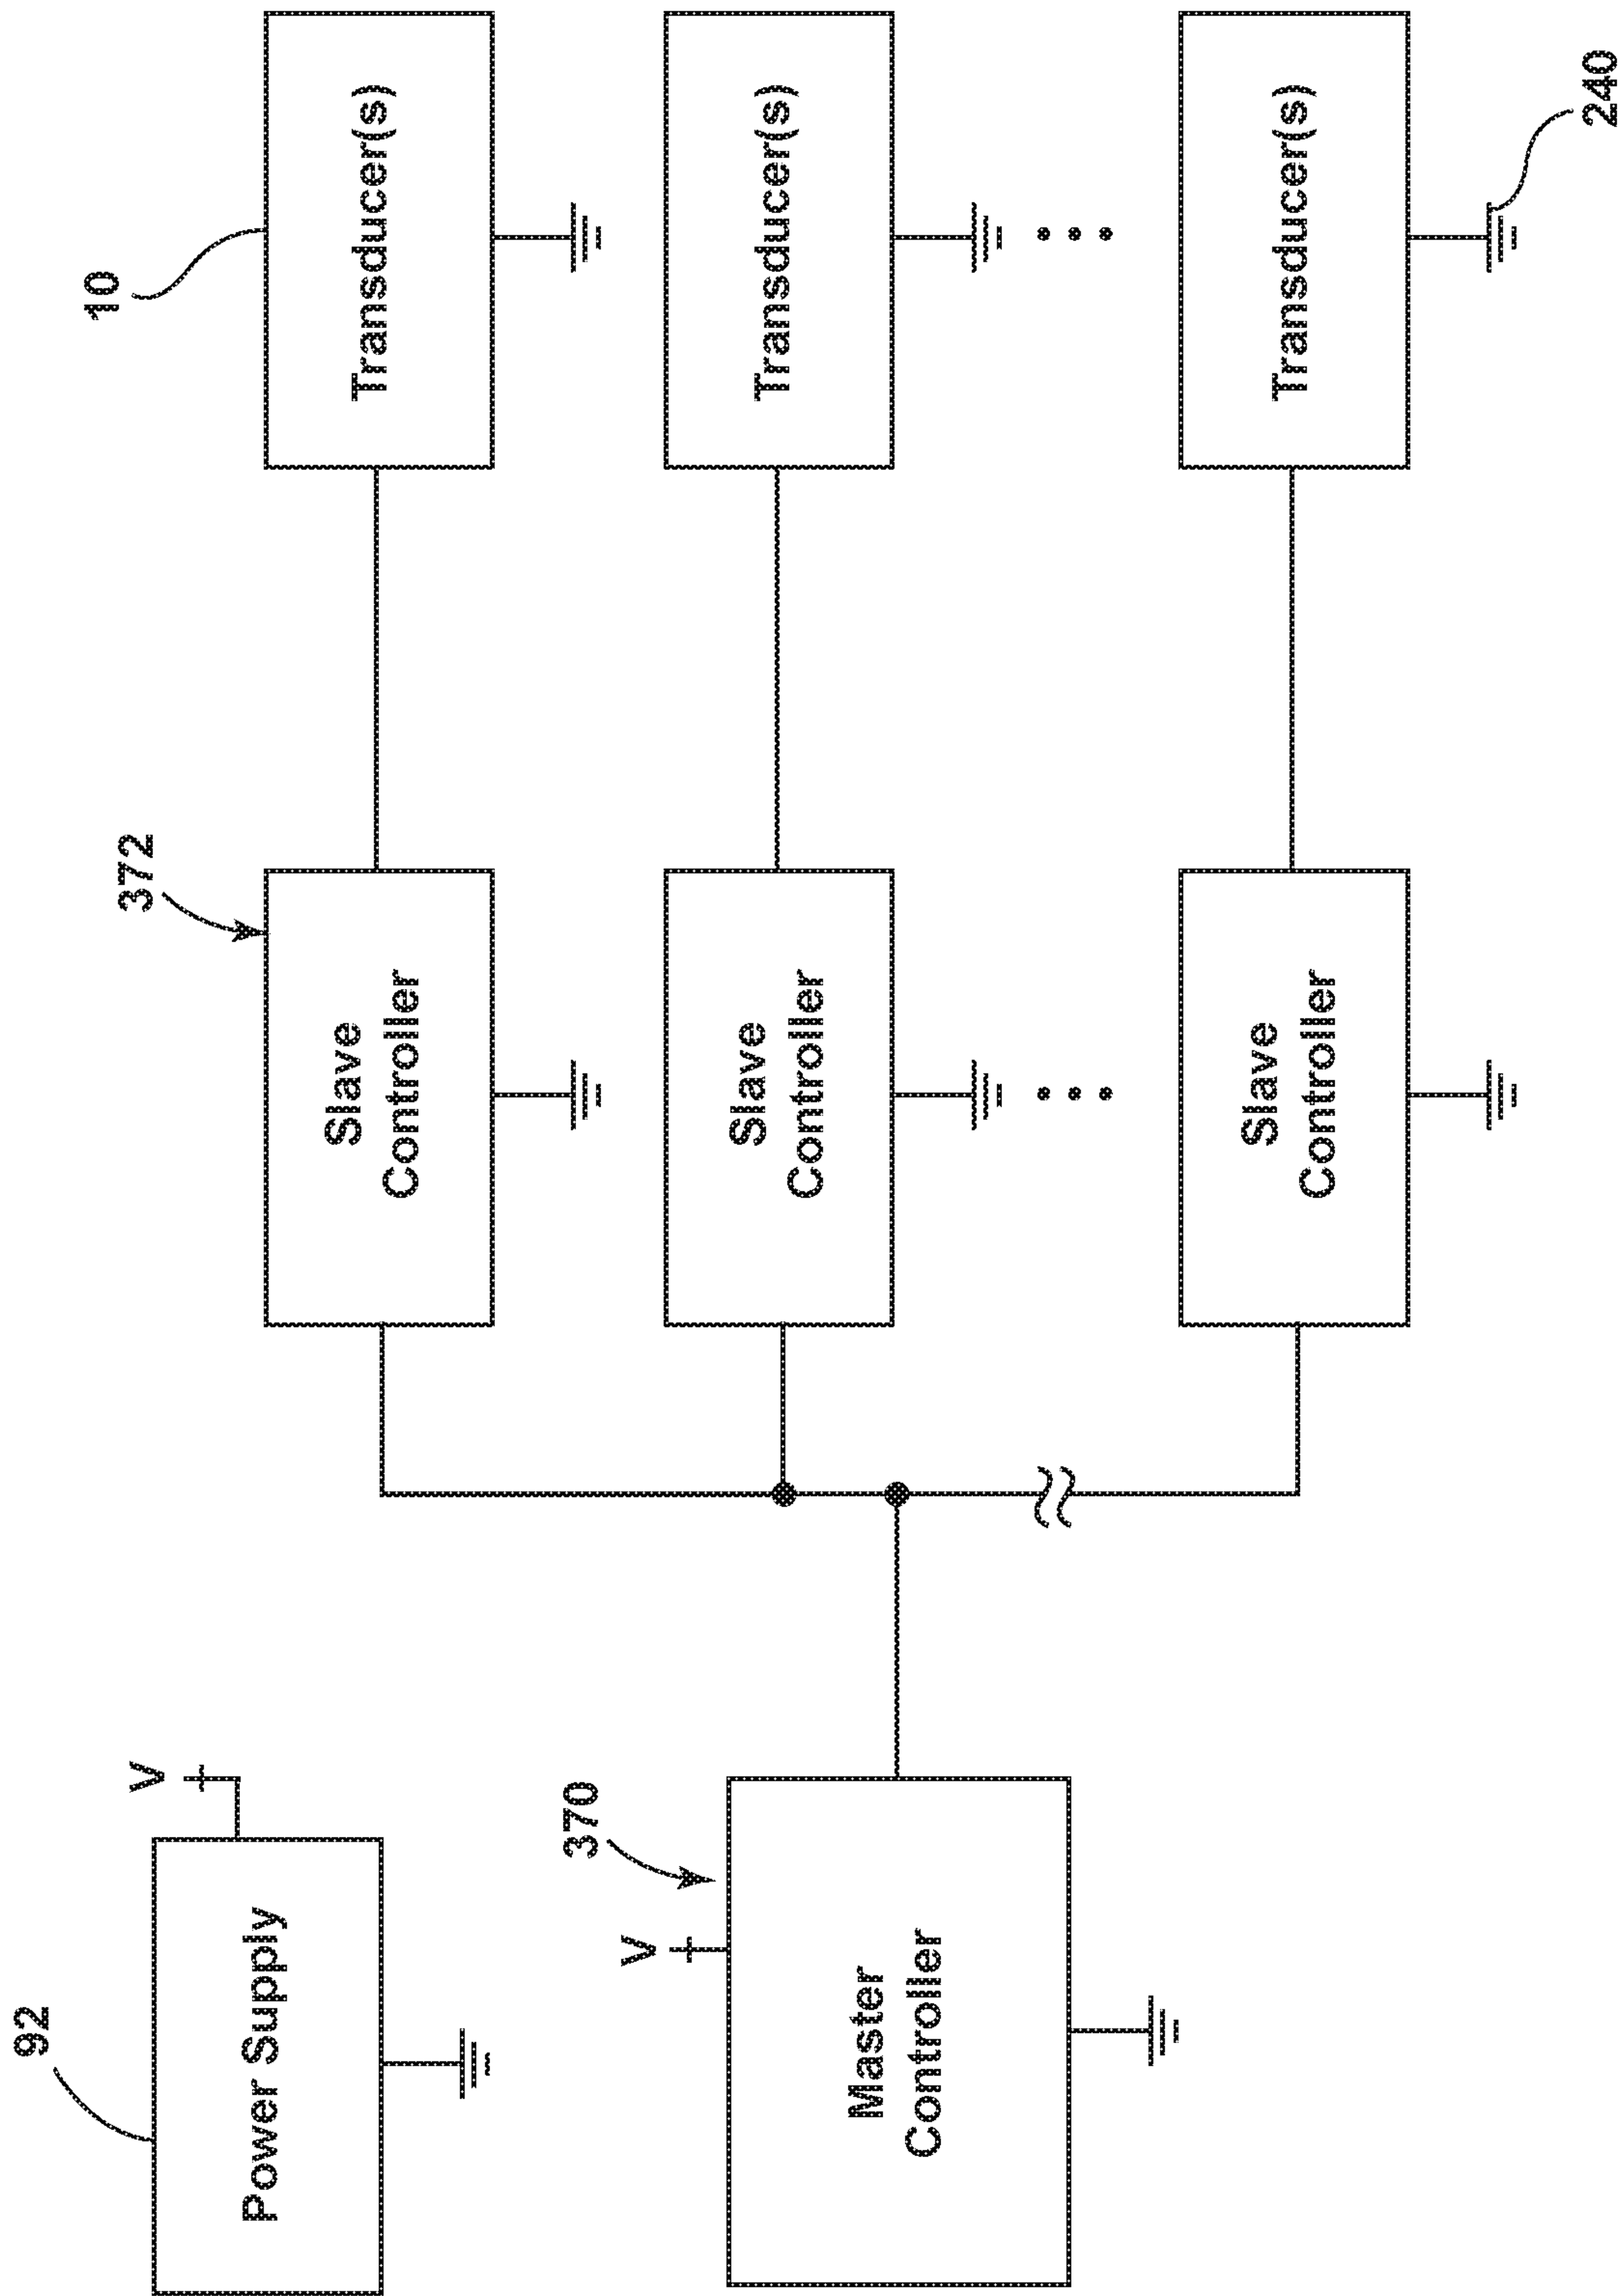 92
Power Supply
V
370
V
Master
Controller
372
Slave
Controller
Slave
Controller
Slave
Controller
10
Transducer(s)
Transducer(s)
Transducer(s)
240